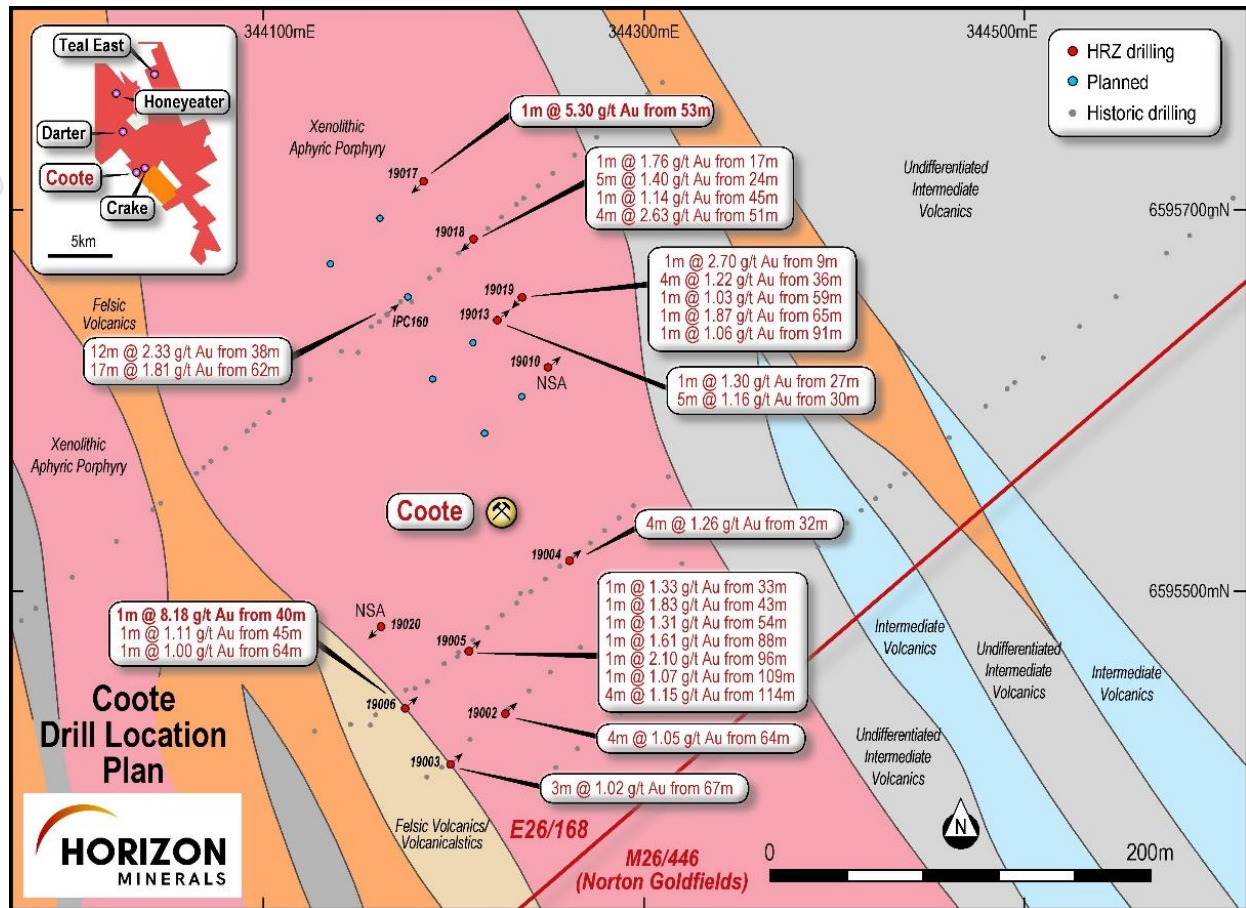 344100mE
344300mE
344500mE
Teal East
Honeyeater
Darter
Coote
Crake
5km
HRZ drilling
Planned
Historic drilling
1m @ 5.30 g/t Au from 53m
Xenolithic
Aphyric Porphyry
19017
1m @ 1.76 g/t Au from 17m
5m @ 1.40 g/t Au from 24m
1m @ 1.14 g/t Au from 45m
4m @ 2.63 g/t Au from 51m
Undifferentiated
Intermediate
Volcanics
6595700mN
19018
1m @ 2.70 g/t Au from 9m
4m @ 1.22 g/t Au from 36m
1m @ 1.03 g/t Au from 59m
1m @ 1.87 g/t Au from 65m
1m @ 1.06 g/t Au from 91m
19019
19013
IPC160
Felsic
Volcanics
12m @ 2.33 g/t Au from 38m
17m @ 1.81 g/t Au from 62m
19010
NSA
1m @ 1.30 g/t Au from 27m
5m @ 1.16 g/t Au from 30m
Xenolithic
Aphyric Porphyry
Coote
4m @ 1.26 g/t Au from 32m
19004
6595500mN
1m @ 1.33 g/t Au from 33m
1m @ 1.83 g/t Au from 43m
1m @ 1.31 g/t Au from 54m
1m @ 1.61 g/t Au from 88m
1m @ 2.10 g/t Au from 96m
1m @ 1.07 g/t Au from 109m
4m @ 1.15 g/t Au from 114m
NSA
19020
1m @ 8.18 g/t Au from 40m
1m @ 1.11 g/t Au from 45m
1m @ 1.00 g/t Au from 64m
19005
Intermediate
Volcanics
Undifferentiated
Intermediate
Volcanics
Intermediate
Volcanics
19006
19002
4m @ 1.05 g/t Au from 64m
Undifferentiated
Intermediate
Volcanics
Coote
Drill Location
Plan
19003
3m @ 1.02 g/t Au from 67m
Felsic Volcanics/
Volcanicalstics
E26/168
M26/446
(Norton Goldfields)
N
0
200m
HORIZON
MINERALS